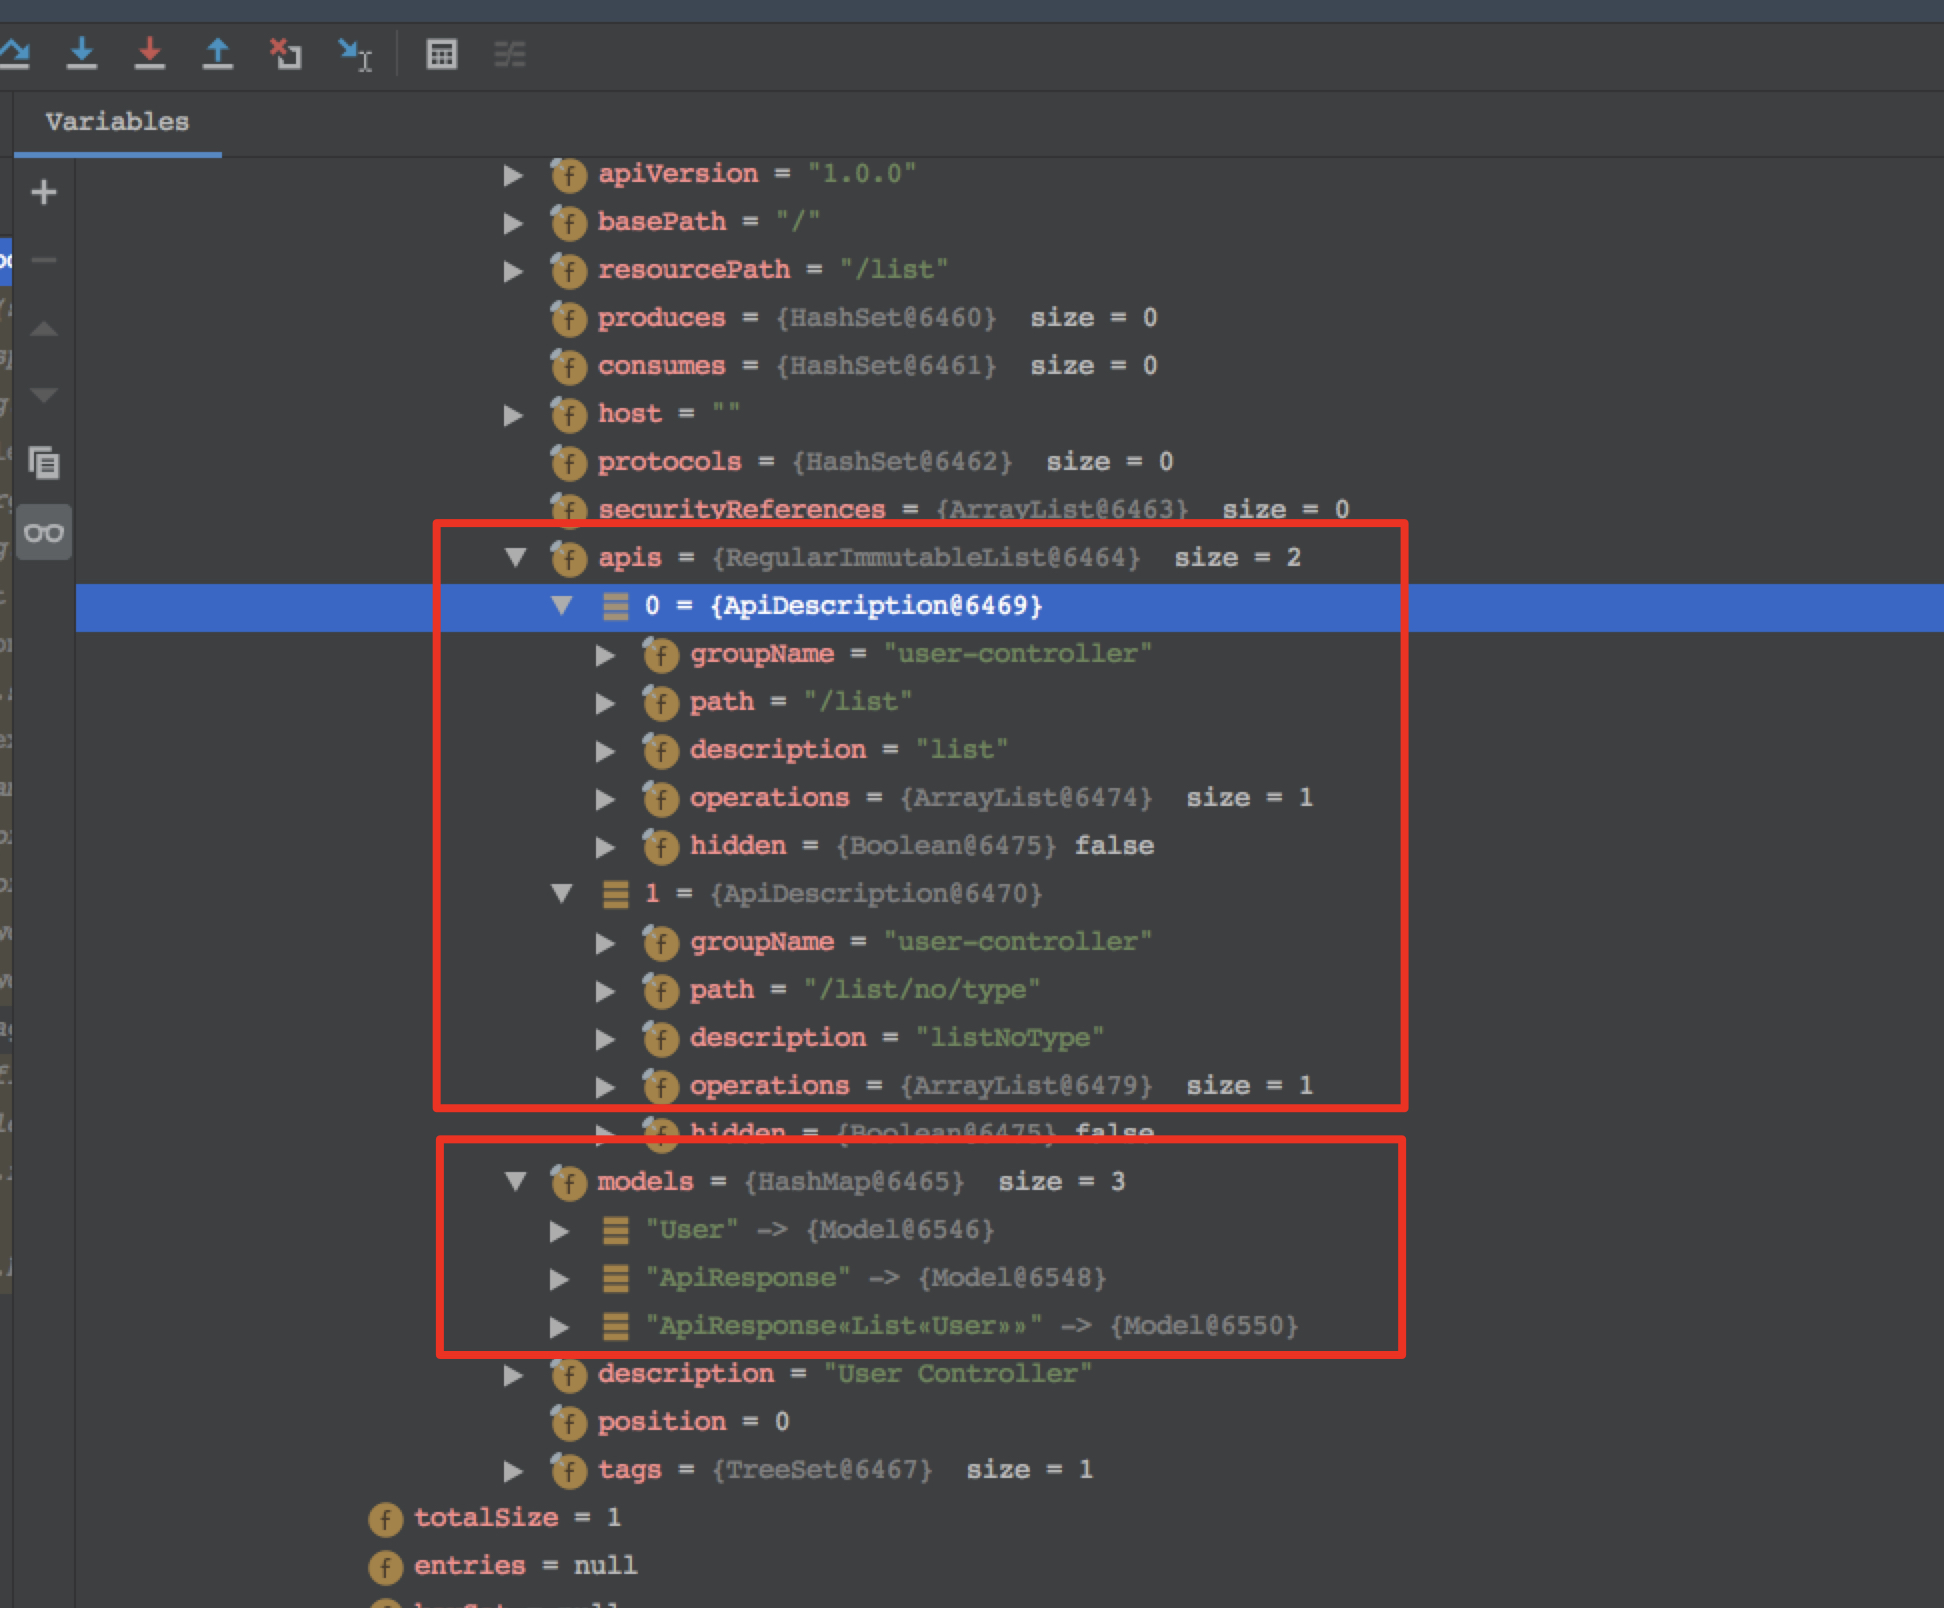 Variables
apiVersion = "1.0.0"
basePath = "/"
resourcePath = "/list"
produces = {HashSet@6460} size = 0
consumes = {HashSet@6461} size = 0
host = ""
protocols = {HashSet@6462} size = 0
securityReferences = {ArrayList@6463} size = 0
apis = {RegularImmutableList@6464} size = 2
0 = {ApiDescription@6469}
groupName = "user-controller"
path = "/list"
description = "list"
operations = {ArrayList@6474} size = 1
hidden = {Boolean@6475} false
1 = {ApiDescription@6470}
groupName = "user-controller"
path = "/list/no/type"
description = "listNoType"
operations = {ArrayList@6479} size = 1
hidden = {Boolean@6475} false
models = {HashMap@6465} size = 3
"User" -> {Model@6546}
"ApiResponse" -> {Model@6548}
"ApiResponse«List«User»»" -> {Model@6550}
description = "User Controller"
position = 0
tags = {TreeSet@6467} size = 1
totalSize = 1
entries = null